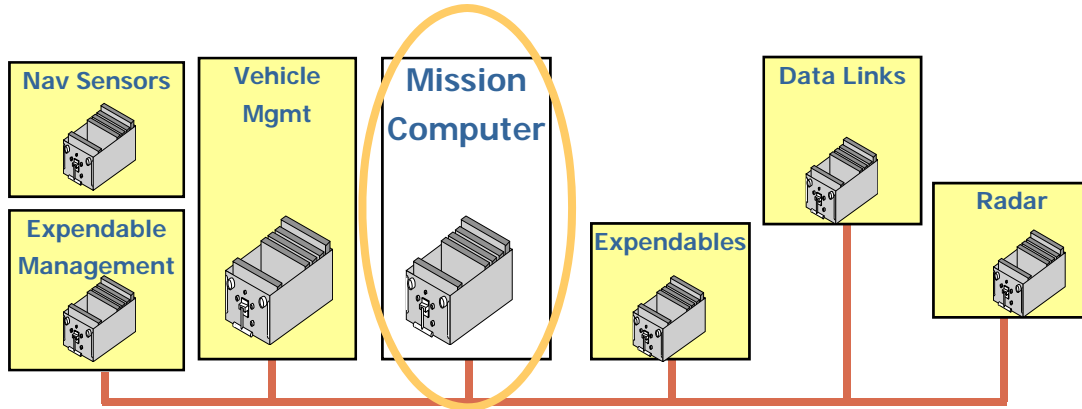 Nav Sensors
Expendable
Management
Vehicle
Mgmt
Mission
Computer
Expendables
Data Links
Radar